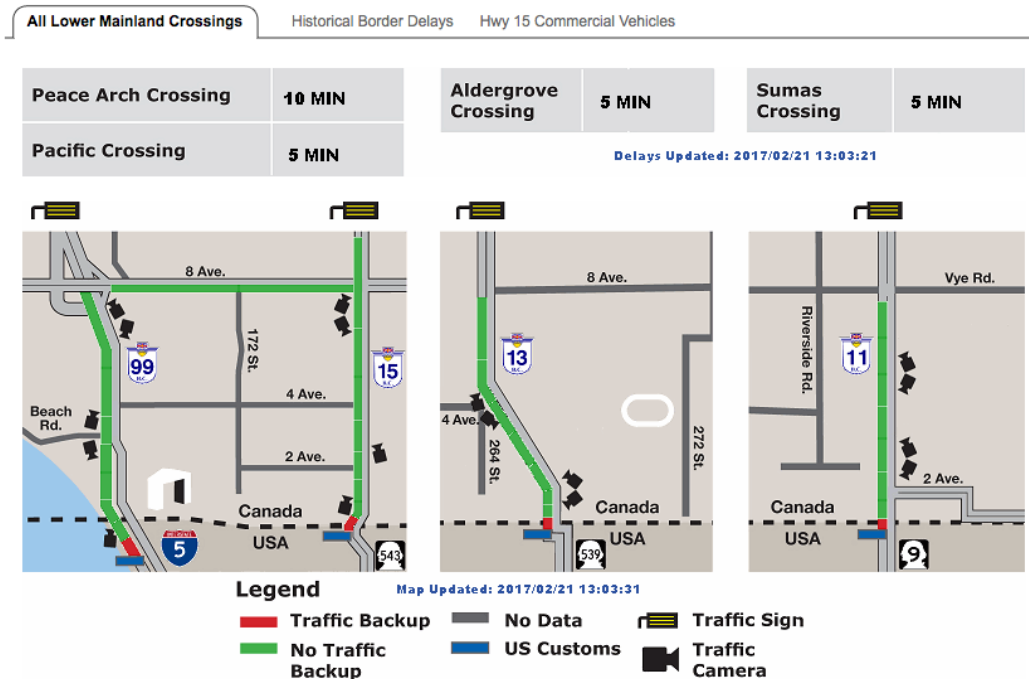 All Lower Mainland Crossings
Historical Border Delays
Hwy 15 Commercial Vehicles
Peace Arch Crossing
10 MIN
Pacific Crossing
5 MIN
Aldergrove
Crossing
5 MIN
Sumas
Crossing
5 MIN
Delays Updated: 2017/02/21 13:03:21
8 Ave.
172 St.
99
B.C.
15
B.C.
Beach
Rd.
4 Ave.
2 Ave.
Canada
USA
INTERSTATE
5
543
8 Ave.
13
B.C.
4 Ave.
264 St.
272 St.
Canada
USA
539
Vye Rd.
Riverside Rd.
11
B.C.
2 Ave.
Canada
USA
9
Map Updated: 2017/02/21 13:03:31
Legend
Traffic Backup
No Data
Traffic Sign
No Traffic
Backup
US Customs
Traffic
Camera